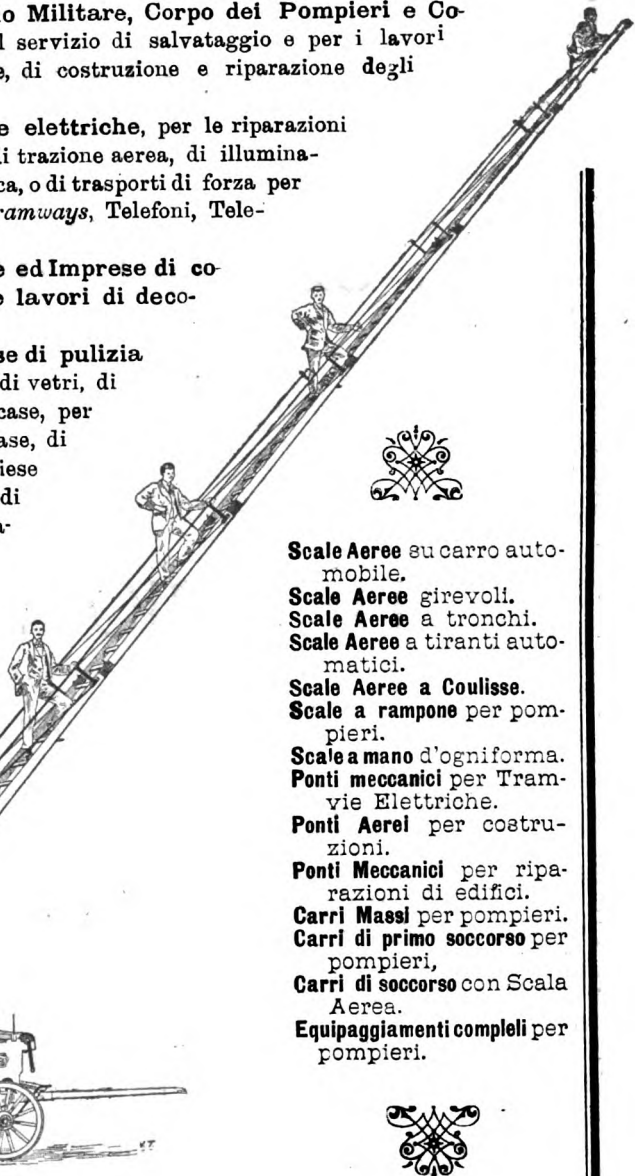 o Militare, Corpo dei Pompieri e Co-
l servizio di salvataggio e per i lavori
e, di costruzione e riparazione degli
e elettriche, per le riparazioni
i trazione aerea, di illumina-
ca, o di trasporti di forza per
ramways, Telefoni, Tele-
e ed Imprese di co-
e lavori di deco-
se di pulizia
di vetri, di
case, per
ase, di
iese
di
a-
Scale Aeree su carro auto-
mobile.
Scale Aeree girevoli.
Scale Aeree a tronchi.
Scale Aeree a tiranti auto-
matici.
Scale Aeree a Coulisse.
Scale a rampone per pom-
pieri.
Scale a mano d'ogni forma.
Ponti meccanici per Tram-
vie Elettriche.
Ponti Aerei per costru-
zioni.
Ponti Meccanici per ripa-
razioni di edifici.
Carri Massi per pompieri.
Carri di primo soccorso per
pompieri,
Carri di soccorso con Scala
Aerea.
Equipaggiamenti compleli per
pompieri.